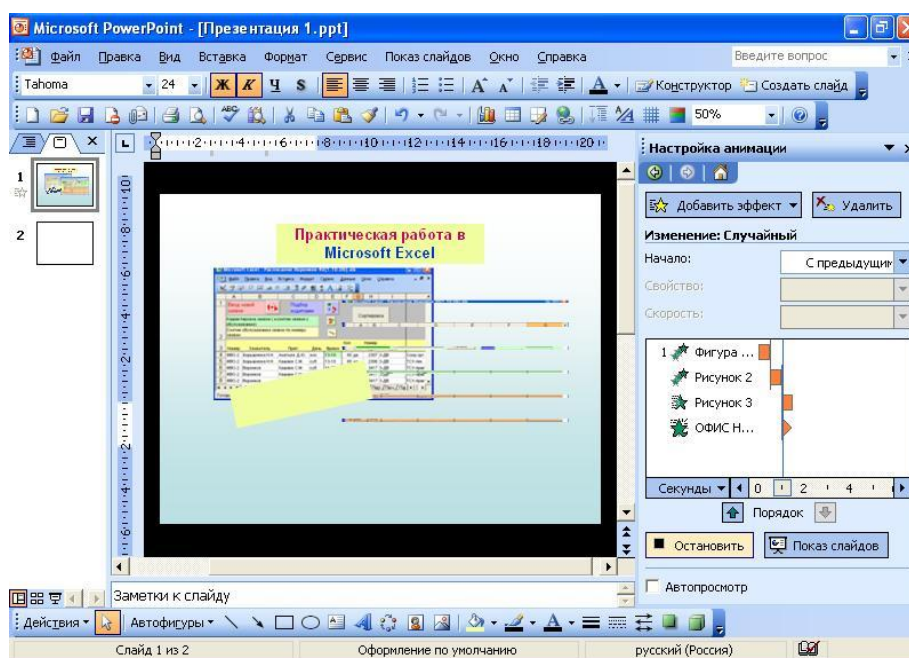 Microsoft PowerPoint - [Презентация 1.ppt]
Файл Правка Вид Вставка Формат Сервис Показ слайдов Окно Справка
Введите вопрос
Tahoma 24 Ж К Ч S Конструктор Создать слайд
50%
Настройка анимации
1
2
Добавить эффект Удалить
Изменение: Случайный
Начало: С предыдущим
Свойство:
Скорость:
Практическая работа в
Microsoft Excel
1 Фигура ...
Рисунок 2
Рисунок 3
ОФИС Н...
Секунды 0 2 4
Порядок
Остановить Показ слайдов
Автопросмотр
Заметки к слайду
Действия Автофигуры
Слайд 1 из 2 Оформление по умолчанию русский (Россия)